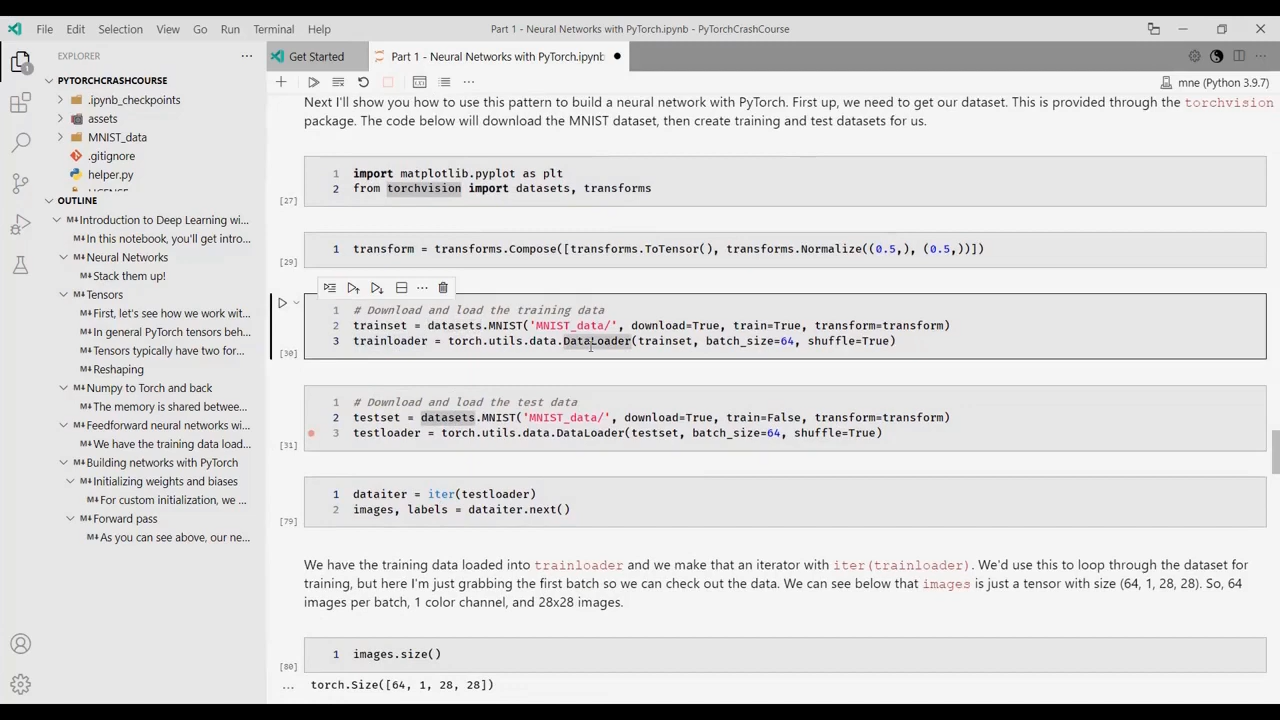 File Edit Selection View Go Run Terminal Help Part 1 - Neural Networks with PyTorch.ipynb - PyTorchCrashCourse
EXPLORER
PYTORCHCRASHCOURSE
.ipynb_checkpoints
assets
MNIST_data
.gitignore
helper.py
OUTLINE
Introduction to Deep Learning wi...
In this notebook, you'll get intro...
Neural Networks
Stack them up!
Tensors
First, let's see how we work wit...
In general PyTorch tensors beh...
Tensors typically have two for...
Reshaping
Numpy to Torch and back
The memory is shared betwee...
Feedforward neural networks wi...
We have the training data load...
Building networks with PyTorch
Initializing weights and biases
For custom initialization, we ...
Forward pass
As you can see above, our ne...
Get Started Part 1 - Neural Networks with PyTorch.ipynb
mne (Python 3.9.7)
Next I'll show you how to use this pattern to build a neural network with PyTorch. First up, we need to get our dataset. This is provided through the torchvision
package. The code below will download the MNIST dataset, then create training and test datasets for us.
1 import matplotlib.pyplot as plt
2 from torchvision import datasets, transforms
[27]
1 transform = transforms.Compose([transforms.ToTensor(), transforms.Normalize((0.5,), (0.5,))])
[29]
1 # Download and load the training data
2 trainset = datasets.MNIST('MNIST_data/', download=True, train=True, transform=transform)
3 trainloader = torch.utils.data.DataLoader(trainset, batch_size=64, shuffle=True)
[30]
1 # Download and load the test data
2 testset = datasets.MNIST('MNIST_data/', download=True, train=False, transform=transform)
3 testloader = torch.utils.data.DataLoader(testset, batch_size=64, shuffle=True)
[31]
1 dataiter = iter(testloader)
2 images, labels = dataiter.next()
[79]
We have the training data loaded into trainloader and we make that an iterator with iter(trainloader). We'd use this to loop through the dataset for
training, but here I'm just grabbing the first batch so we can check out the data. We can see below that images is just a tensor with size (64, 1, 28, 28). So, 64
images per batch, 1 color channel, and 28x28 images.
1 images.size()
[80]
... torch.Size([64, 1, 28, 28])